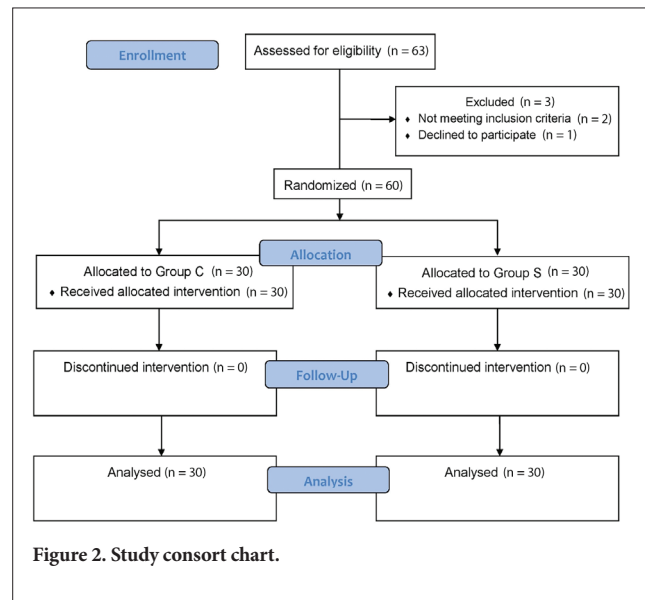 Enrollment
Assessed for eligibility (n = 63)
Excluded (n = 3)
♦ Not meeting inclusion criteria (n = 2)
♦ Declined to participate (n = 1)
Randomized (n = 60)
Allocation
Allocated to Group C (n = 30)
♦ Received allocated intervention (n = 30)
Allocated to Group S (n = 30)
♦ Received allocated intervention (n = 30)
Follow-Up
Discontinued intervention (n = 0)
Discontinued intervention (n = 0)
Analysis
Analysed (n = 30)
Analysed (n = 30)
Figure 2. Study consort chart.